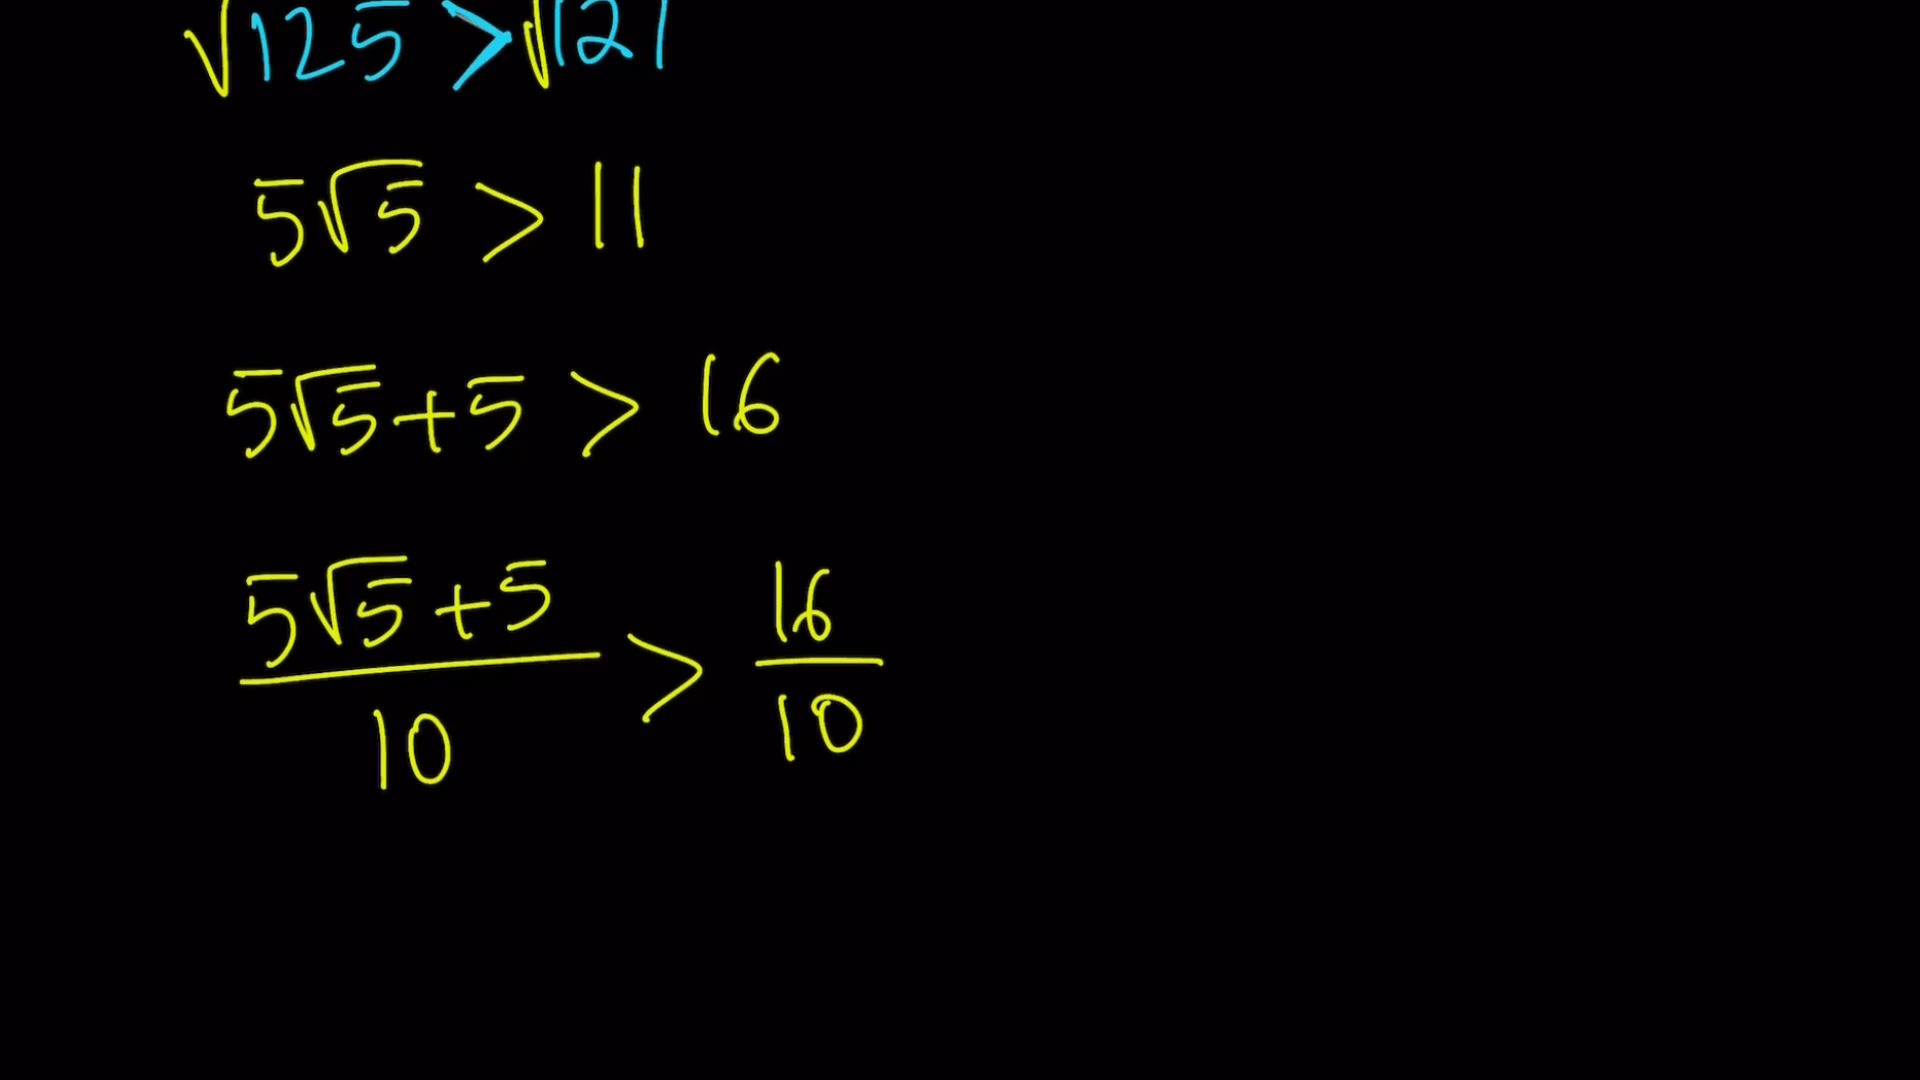 √125 > √121
5√5 > 11
5√5 + 5 > 16
(5√5 + 5)/10 > 16/10